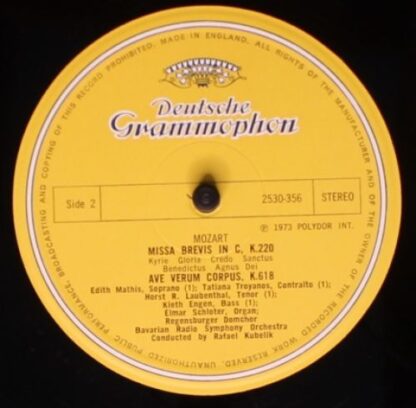 MADE IN ENGLAND. ALL RIGHTS OF THE MANUFACTURER AND OF THE OWNER OF THE RECORDED WORK RESERVED. UNAUTHORIZED PUBLIC PERFORMANCE, BROADCASTING AND COPYING OF THIS RECORD PROHIBITED.
Deutsche
Grammophon
Side 2
2530-356
STEREO
℗ 1973 POLYDOR INT.
MOZART
MISSA BREVIS IN C, K.220
Kyrie Gloria Credo Sanctus
Benedictus Agnus Dei
AVE VERUM CORPUS, K.618
Edith Mathis, Soprano (1); Tatiana Troyanos, Contralto (1);
Horst R. Laubenthal, Tenor (1);
Kieth Engen, Bass (1);
Elmar Schloter, Organ;
Regensburger Domchor
Bavarian Radio Symphony Orchestra
Conducted by Rafael Kubelik